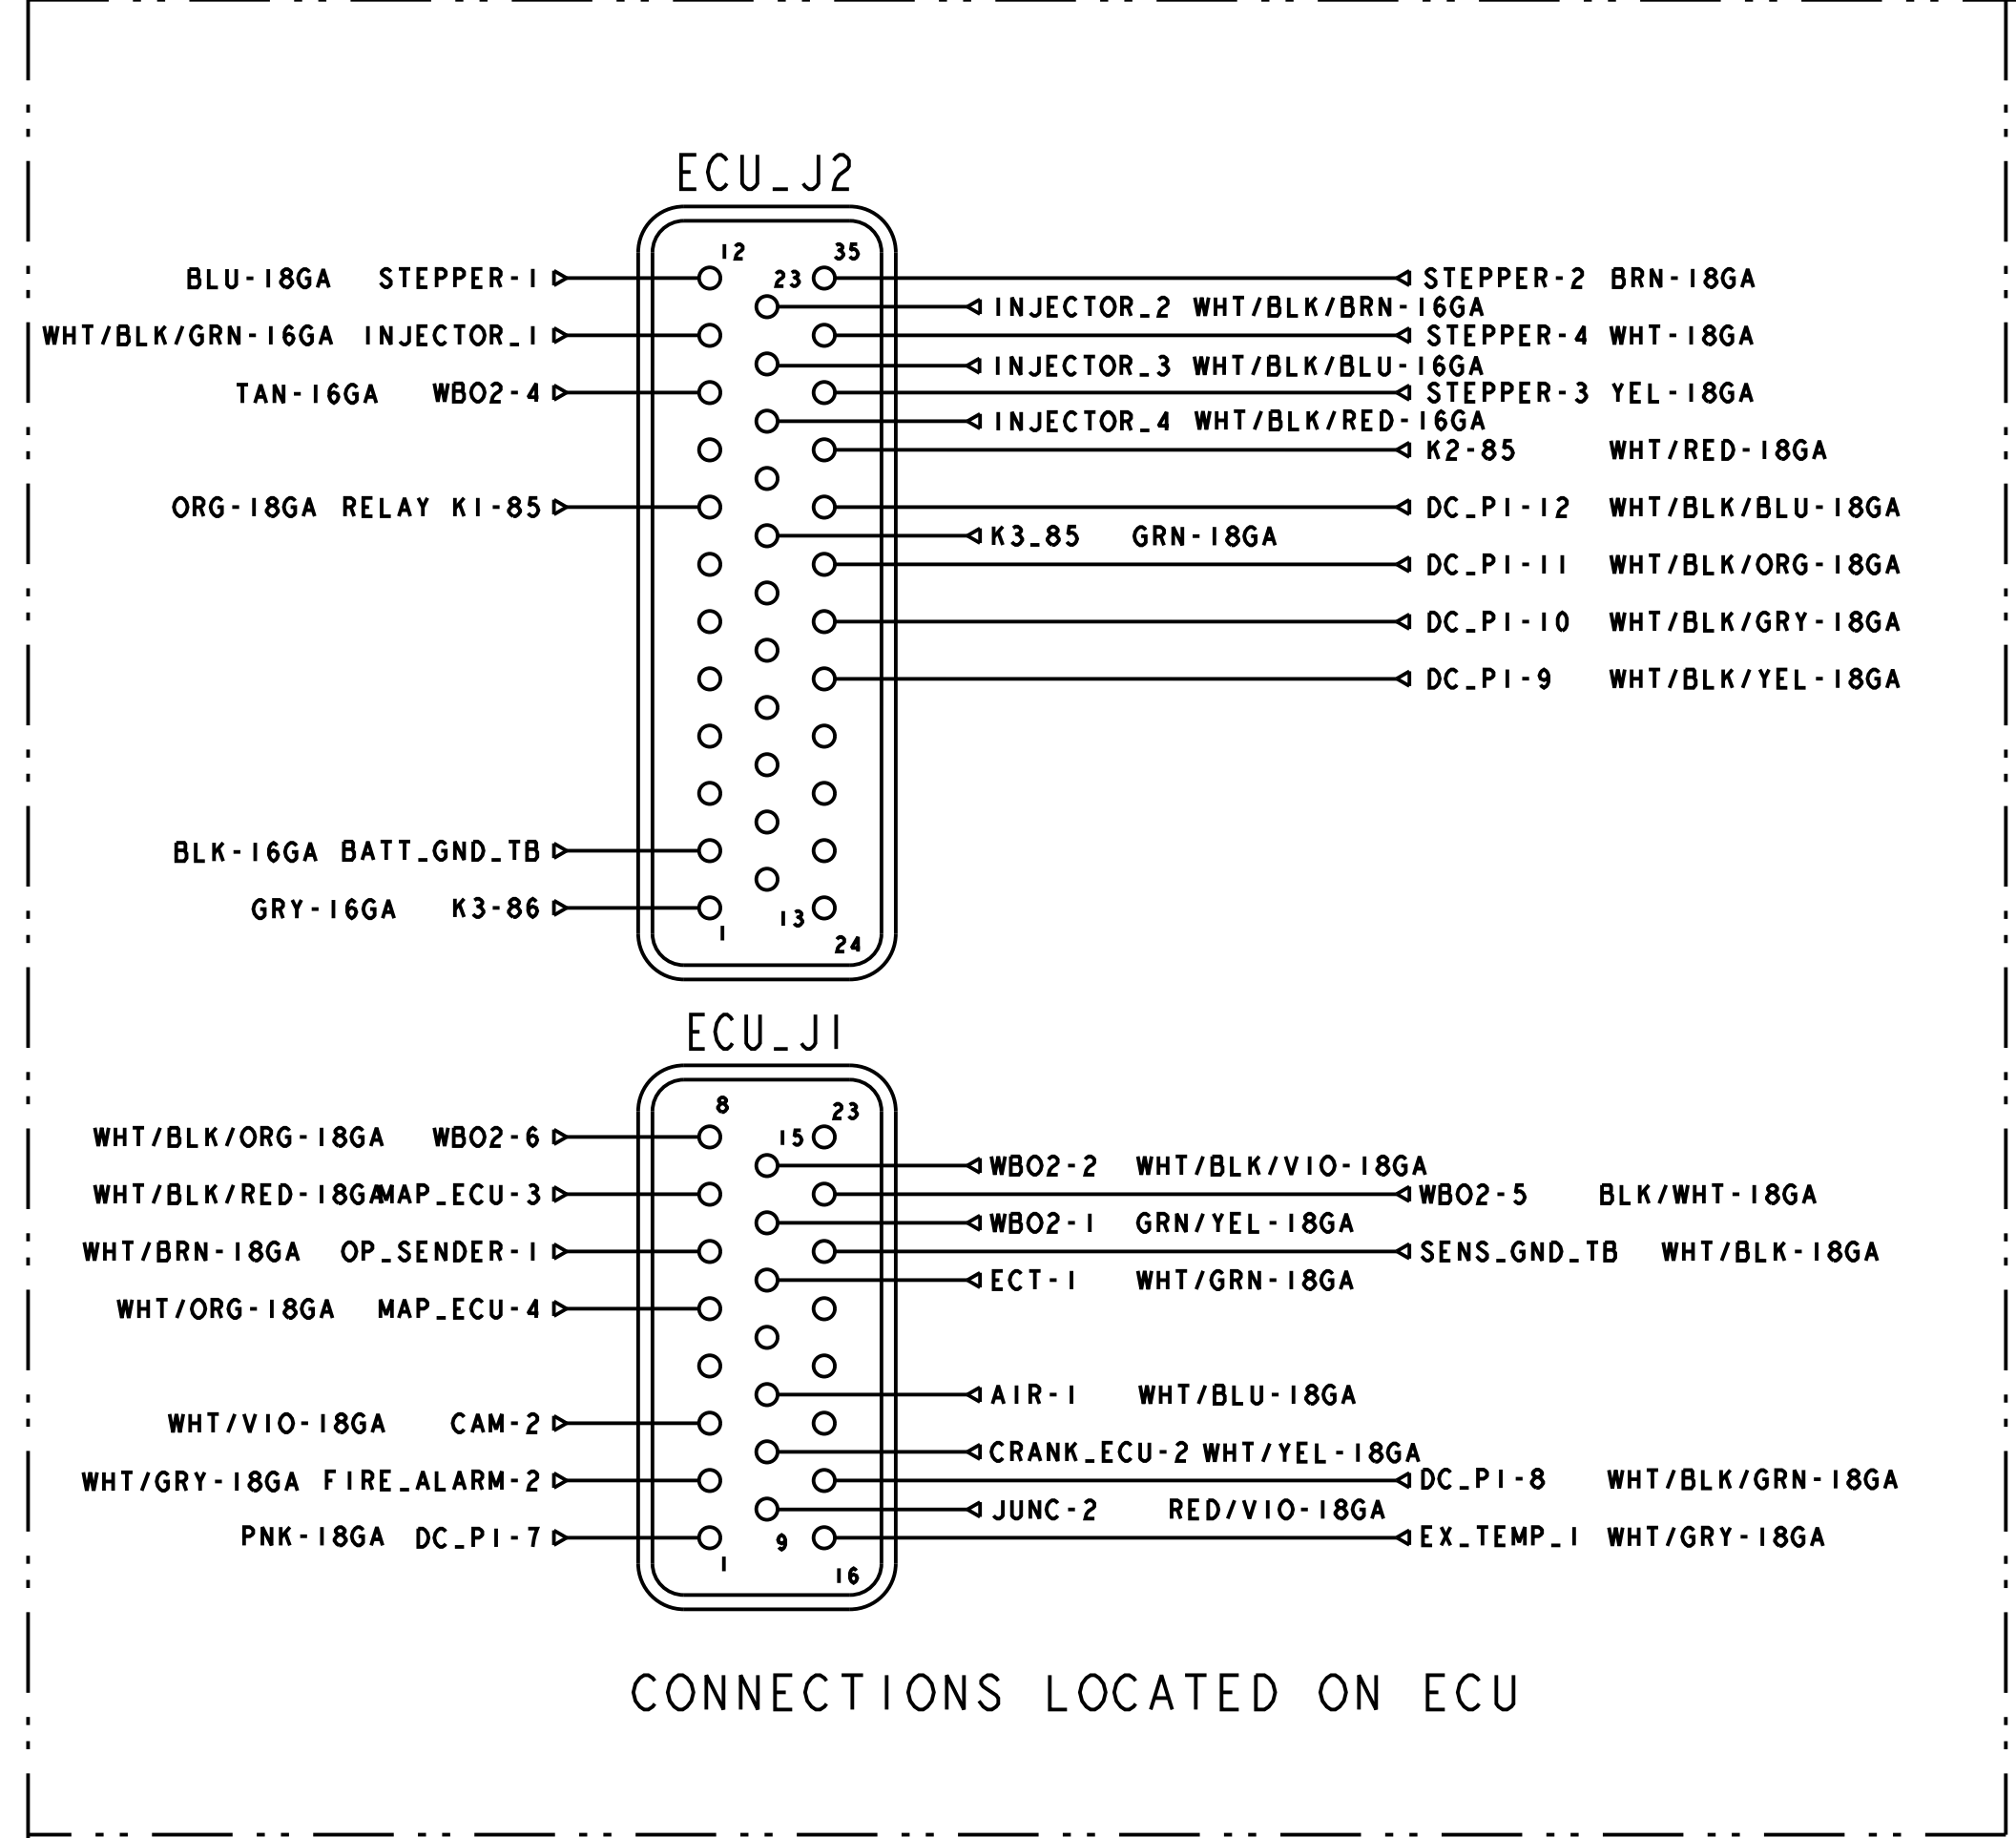 ECU_J2
12 35
BLU-18GA STEPPER-1 23 STEPPER-2 BRN-18GA
INJECTOR_2 WHT/BLK/BRN-16GA
WHT/BLK/GRN-16GA INJECTOR_1 STEPPER-4 WHT-18GA
INJECTOR_3 WHT/BLK/BLU-16GA
TAN-16GA WBO2-4 STEPPER-3 YEL-18GA
INJECTOR_4 WHT/BLK/RED-16GA
K2-85 WHT/RED-18GA
ORG-18GA RELAY K1-85 DC_P1-12 WHT/BLK/BLU-18GA
K3_85 GRN-18GA
DC_P1-11 WHT/BLK/ORG-18GA
DC_P1-10 WHT/BLK/GRY-18GA
DC_P1-9 WHT/BLK/YEL-18GA
BLK-16GA BATT_GND_TB
GRY-16GA K3-86 13
1 24
ECU_J1
8 23
WHT/BLK/ORG-18GA WBO2-6 15
WBO2-2 WHT/BLK/VIO-18GA
WHT/BLK/RED-18GA MAP_ECU-3 WBO2-5 BLK/WHT-18GA
WBO2-1 GRN/YEL-18GA
WHT/BRN-18GA OP_SENDER-1 SENS_GND_TB WHT/BLK-18GA
ECT-1 WHT/GRN-18GA
WHT/ORG-18GA MAP_ECU-4
AIR-1 WHT/BLU-18GA
WHT/VIO-18GA CAM-2
CRANK_ECU-2 WHT/YEL-18GA
WHT/GRY-18GA FIRE_ALARM-2 DC_P1-8 WHT/BLK/GRN-18GA
JUNC-2 RED/VIO-18GA
PNK-18GA DC_P1-7 9 EX_TEMP_1 WHT/GRY-18GA
1 16
CONNECTIONS LOCATED ON ECU